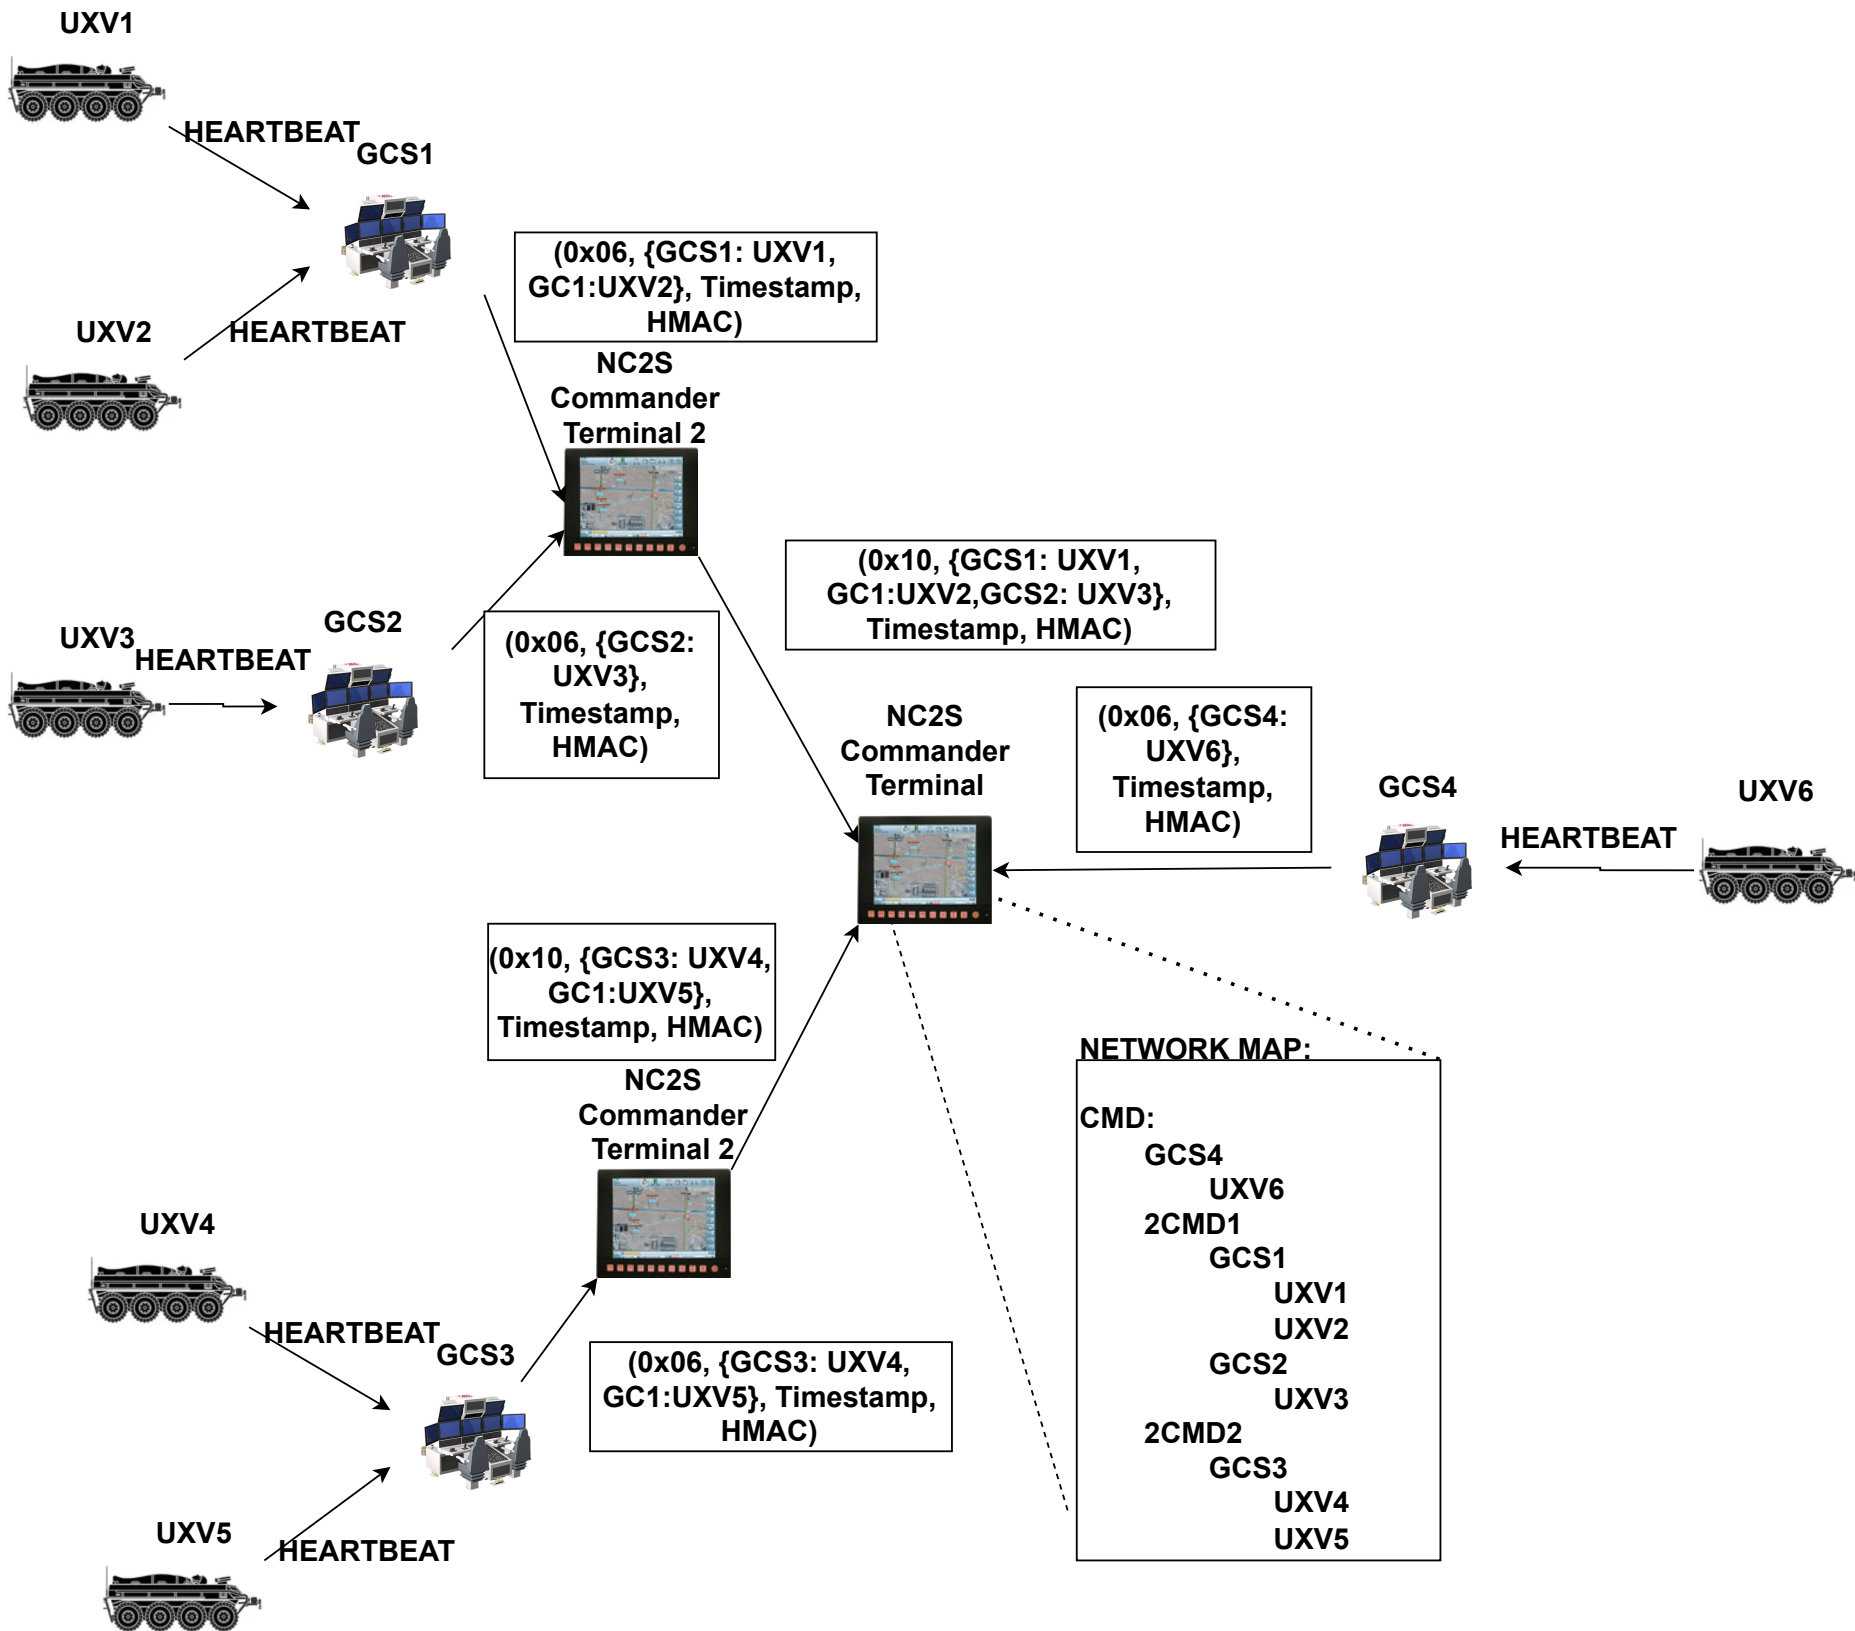 UXV1
HEARTBEAT
GCS1
UXV2
HEARTBEAT
(0x06, {GCS1: UXV1,
GC1:UXV2}, Timestamp,
HMAC)
NC2S
Commander
Terminal 2
UXV3
HEARTBEAT
GCS2
(0x06, {GCS2:
UXV3},
Timestamp,
HMAC)
(0x10, {GCS1: UXV1,
GC1:UXV2,GCS2: UXV3},
Timestamp, HMAC)
NC2S
Commander
Terminal
(0x06, {GCS4:
UXV6},
Timestamp,
HMAC)
GCS4
HEARTBEAT
UXV6
(0x10, {GCS3: UXV4,
GC1:UXV5},
Timestamp, HMAC)
NC2S
Commander
Terminal 2
UXV4
HEARTBEAT
GCS3
(0x06, {GCS3: UXV4,
GC1:UXV5}, Timestamp,
HMAC)
UXV5
HEARTBEAT
NETWORK MAP:
CMD:
GCS4
UXV6
2CMD1
GCS1
UXV1
UXV2
GCS2
UXV3
2CMD2
GCS3
UXV4
UXV5